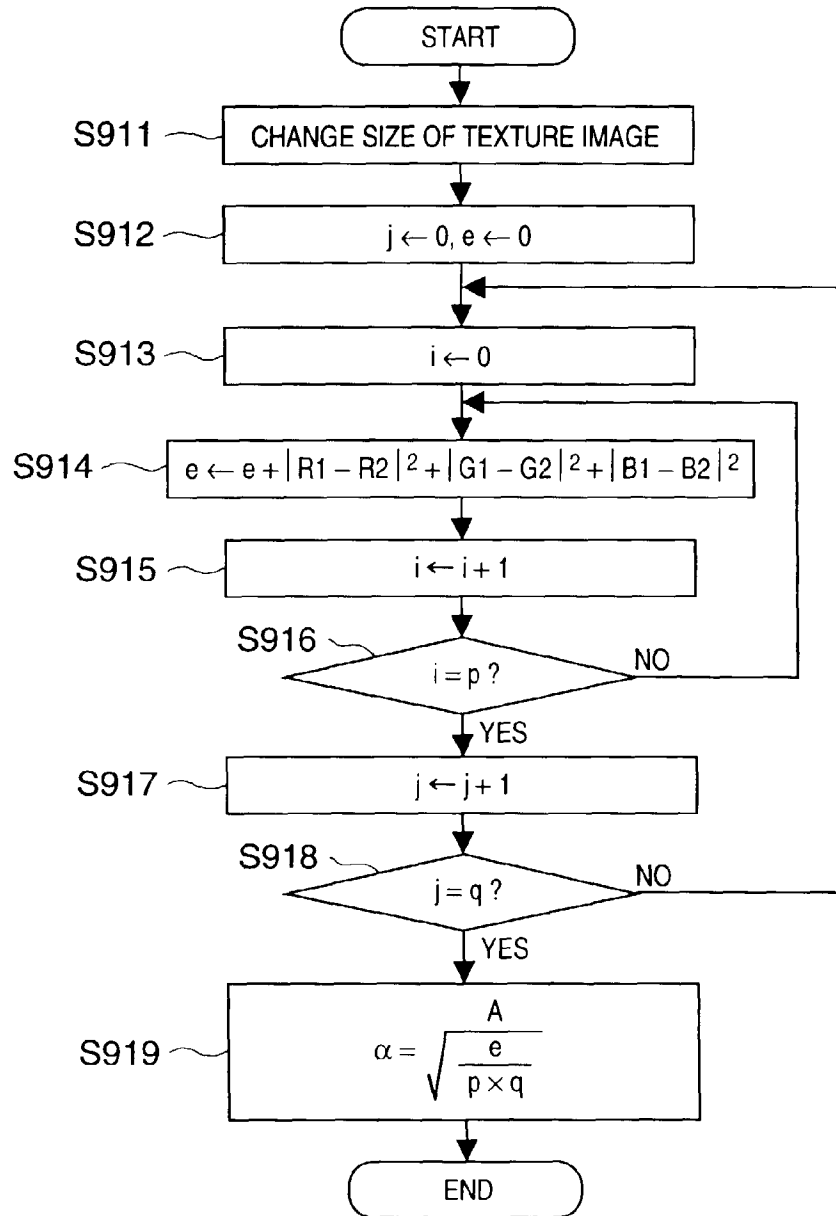 START
S911
CHANGE SIZE OF TEXTURE IMAGE
S912
j ← 0, e ← 0
S913
i ← 0
S914
e ← e + |R1 − R2|² + |G1 − G2|² + |B1 − B2|²
S915
i ← i + 1
S916
i = p ?
NO
YES
S917
j ← j + 1
S918
j = q ?
NO
YES
S919
α = A / √(e / (p × q))
END